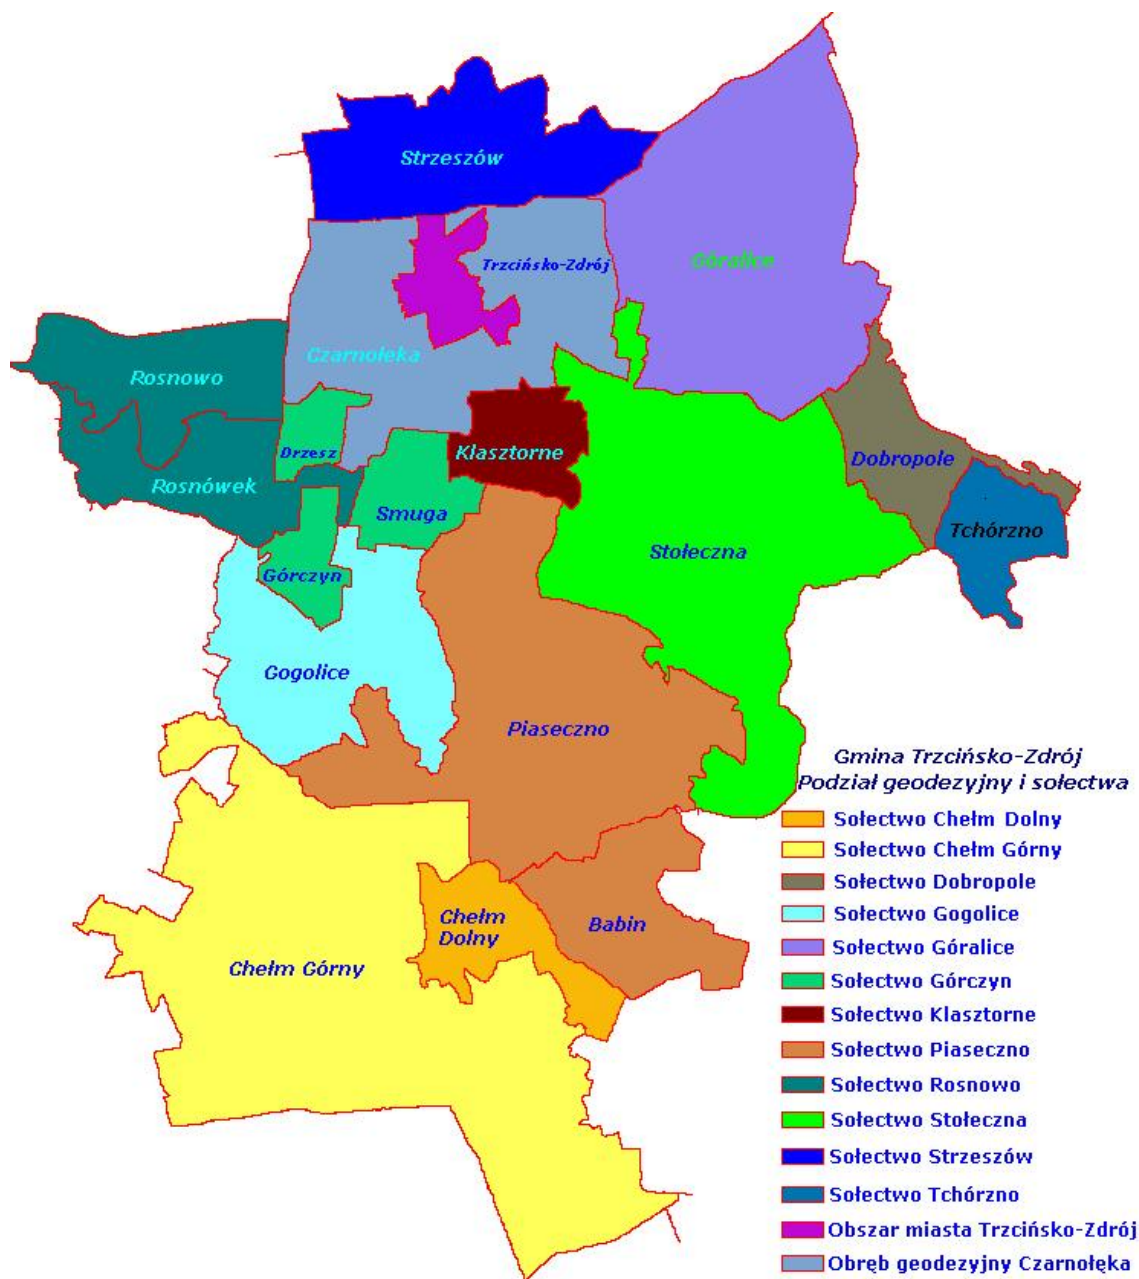 Strzeszów
Góralice
Trzcińsko-Zdrój
Czarnołeka
Rosnowo
Drzesz
Klasztorne
Dobropole
Rosnówek
Smuga
Tchórzno
Stołeczna
Górczyn
Gogolice
Piaseczno
Chełm
Dolny
Babin
Chełm Górny
Gmina Trzcińsko-Zdrój
Podział geodezyjny i sołectwa
Sołectwo Chełm Dolny
Sołectwo Chełm Górny
Sołectwo Dobropole
Sołectwo Gogolice
Sołectwo Góralice
Sołectwo Górczyn
Sołectwo Klasztorne
Sołectwo Piaseczno
Sołectwo Rosnowo
Sołectwo Stołeczna
Sołectwo Strzeszów
Sołectwo Tchórzno
Obszar miasta Trzcińsko-Zdrój
Obręb geodezyjny Czarnołęka